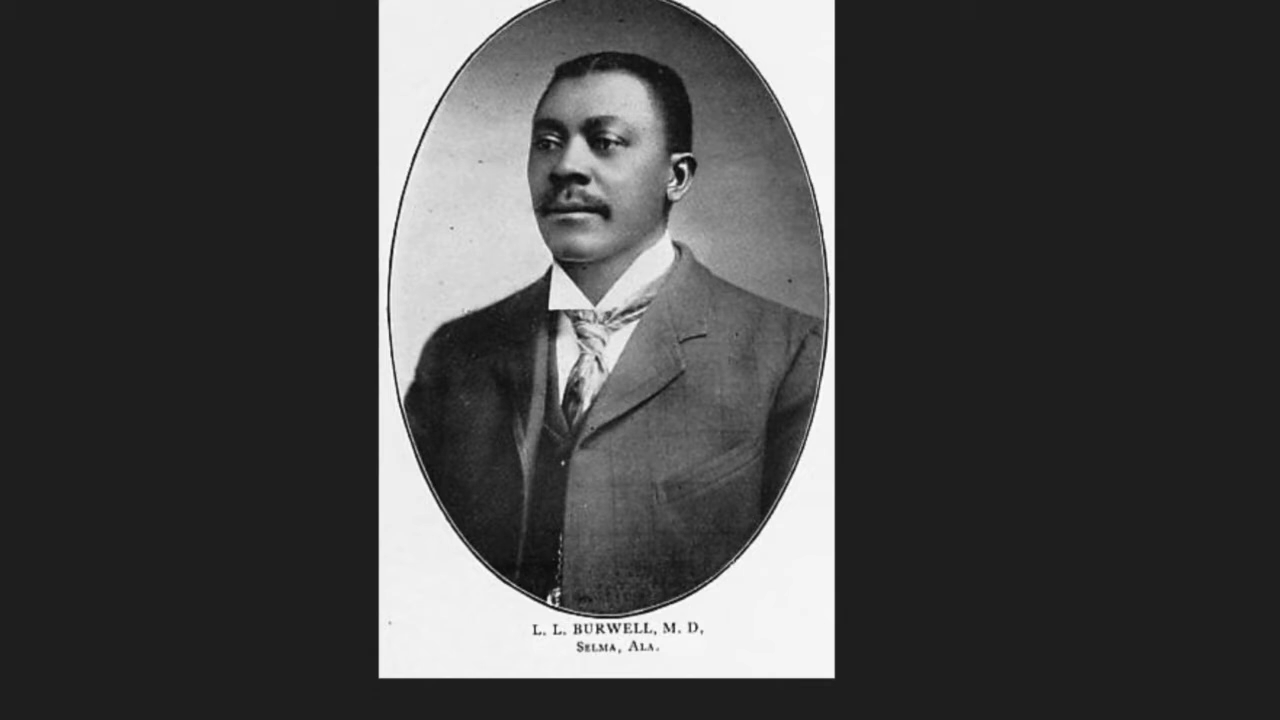 L. L. BURWELL, M. D,
SELMA, ALA.